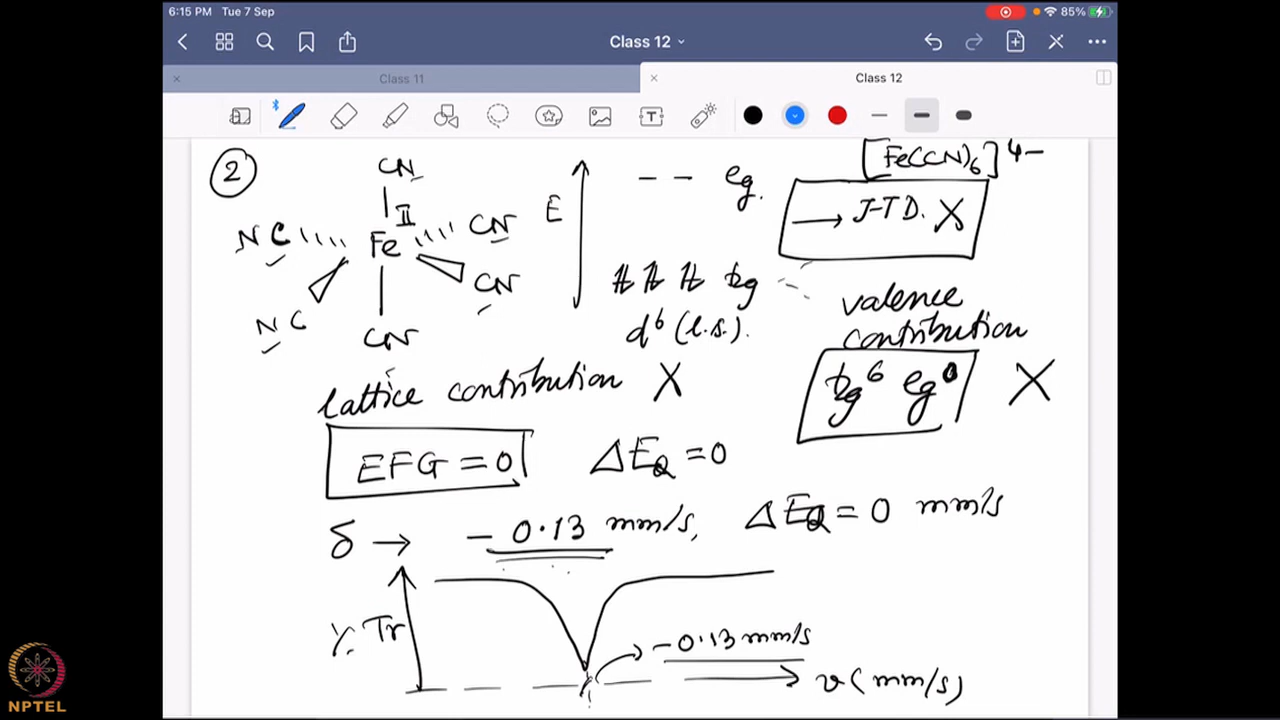 6:15 PM Tue 7 Sep
85%
Class 12
Class 11
Class 12
2
CN
II
Fe
NC
CN
NC
CN
CN
E
-- eg.
t2g
d⁶ (l.s.).
[Fe(CN)6]4-
→ J-TD. X
valence
contribution
t2g⁶ eg⁰ X
lattice contribution X
EFG = 0
ΔEQ = 0
δ → -0.13 mm/s, ΔEQ = 0 mm/s
% Tr
-0.13 mm/s
v (mm/s)
NPTEL